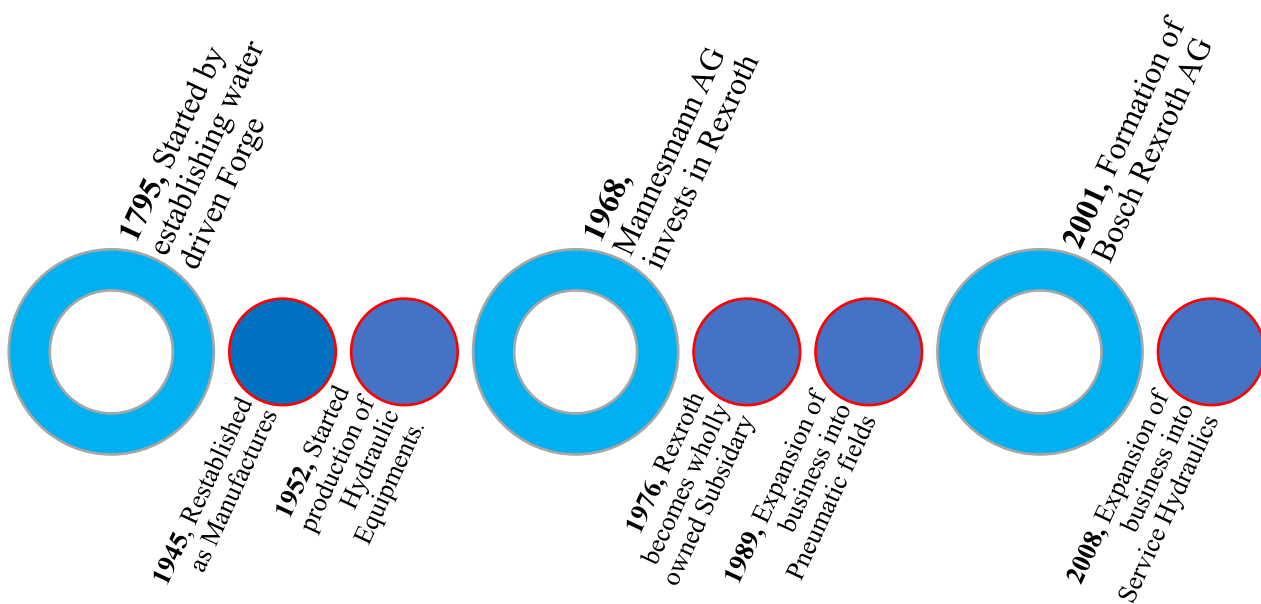 1795, Started by
establishing water
driven Forge
1945, Restablished
as Manufactures
1952, Started
production of
Hydraulic
Equipments.
1968,
Mannesmann AG
invests in Rexroth
1976, Rexroth
becomes wholly
owned Subsidary
1989, Expansion of
business into
Pneumatic fields
2001, Formation of
Bosch Rexroth AG
2008, Expansion of
business into
Service Hydraulics